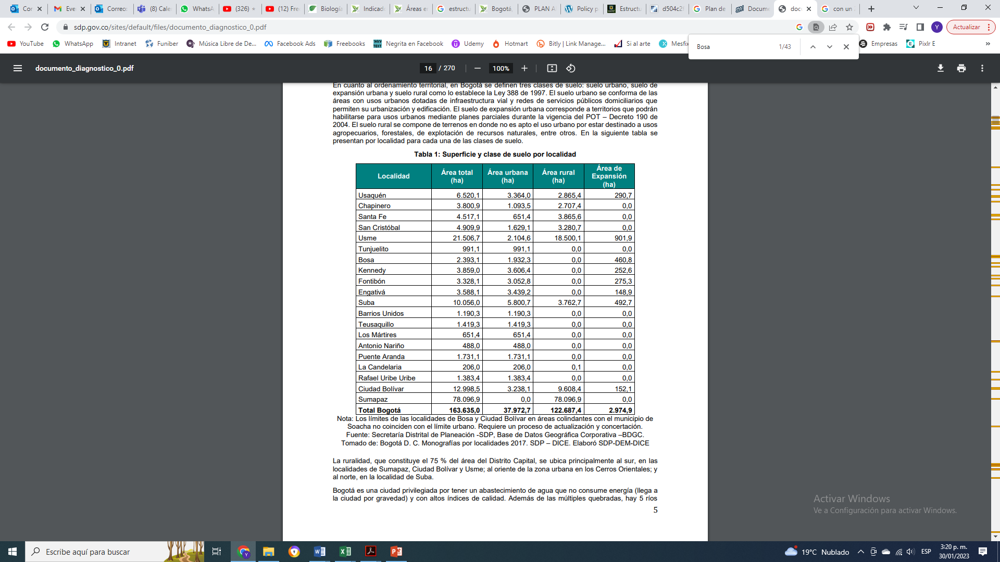 Cor
Eve
Correo:
(8) Cale
WhatsA
(326)
(12) Fre
Biología
Indicad
Áreas e
estructu
Bogotá,
PLAN A
Policy p
Estructu
d504c2f
Plan de
Docume
doc
con un
sdp.gov.co/sites/default/files/documento_diagnostico_0.pdf
Y
Actualizar
YouTube
WhatsApp
Intranet
Funiber
Música Libre de De...
Facebook Ads
Freebooks
Negrita en Facebook
Udemy
Hotmart
Bitly | Link Manage...
Si al arte
Mesfix
Empresas
Pixlr E
»
Bosa 1/43
documento_diagnostico_0.pdf
16 / 270
100%
En cuanto al ordenamiento territorial, en Bogotá se definen tres clases de suelo: suelo urbano, suelo de
expansión urbana y suelo rural como lo establece la Ley 388 de 1997. El suelo urbano se conforma de las
áreas con usos urbanos dotadas de infraestructura vial y redes de servicios públicos domiciliarios que
permiten su urbanización y edificación. El suelo de expansión urbana corresponde a territorios que podrán
habilitarse para usos urbanos mediante planes parciales durante la vigencia del POT – Decreto 190 de
2004. El suelo rural se compone de terrenos en donde no es apto el uso urbano por estar destinado a usos
agropecuarios, forestales, de explotación de recursos naturales, entre otros. En la siguiente tabla se
presentan por localidad para cada una de las clases de suelo.
Tabla 1: Superficie y clase de suelo por localidad
Localidad Área total (ha) Área urbana (ha) Área rural (ha) Área de Expansión (ha)
Usaquén 6.520,1 3.364,0 2.865,4 290,7
Chapinero 3.800,9 1.093,5 2.707,4 0,0
Santa Fe 4.517,1 651,4 3.865,6 0,0
San Cristóbal 4.909,9 1.629,1 3.280,7 0,0
Usme 21.506,7 2.104,6 18.500,1 901,9
Tunjuelito 991,1 991,1 0,0 0,0
Bosa 2.393,1 1.932,3 0,0 460,8
Kennedy 3.859,0 3.606,4 0,0 252,6
Fontibón 3.328,1 3.052,8 0,0 275,3
Engativá 3.588,1 3.439,2 0,0 148,9
Suba 10.056,0 5.800,7 3.762,7 492,7
Barrios Unidos 1.190,3 1.190,3 0,0 0,0
Teusaquillo 1.419,3 1.419,3 0,0 0,0
Los Mártires 651,4 651,4 0,0 0,0
Antonio Nariño 488,0 488,0 0,0 0,0
Puente Aranda 1.731,1 1.731,1 0,0 0,0
La Candelaria 206,0 206,0 0,1 0,0
Rafael Uribe Uribe 1.383,4 1.383,4 0,0 0,0
Ciudad Bolívar 12.998,5 3.238,1 9.608,4 152,1
Sumapaz 78.096,9 0,0 78.096,9 0,0
Total Bogotá 163.635,0 37.972,7 122.687,4 2.974,9
Nota: Los límites de las localidades de Bosa y Ciudad Bolívar en áreas colindantes con el municipio de
Soacha no coinciden con el límite urbano. Requiere un proceso de actualización y concertación.
Fuente: Secretaría Distrital de Planeación -SDP, Base de Datos Geográfica Corporativa –BDGC.
Tomado de: Bogotá D. C. Monografías por localidades 2017. SDP – DICE. Elaboró SDP-DEM-DICE
La ruralidad, que constituye el 75 % del área del Distrito Capital, se ubica principalmente al sur, en las
localidades de Sumapaz, Ciudad Bolívar y Usme; al oriente de la zona urbana en los Cerros Orientales; y
al norte, en la localidad de Suba.
Bogotá es una ciudad privilegiada por tener un abastecimiento de agua que no consume energía (llega a
la ciudad por gravedad) y con altos índices de calidad. Además de las múltiples quebradas, hay 5 ríos
5
Activar Windows
Ve a Configuración para activar Windows.
Escribe aquí para buscar
19°C Nublado
ESP
3:20 p. m.
30/01/2023